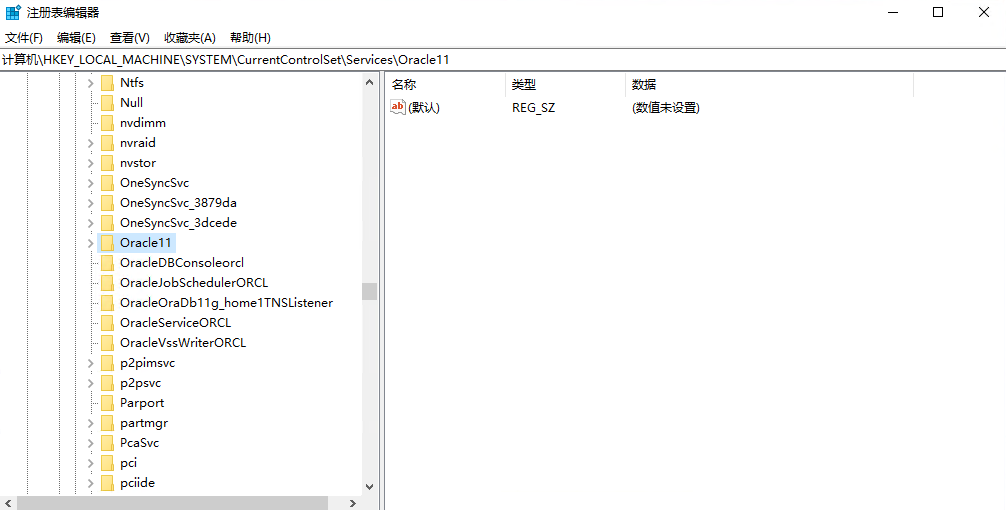 注册表编辑器
文件(F) 编辑(E) 查看(V) 收藏夹(A) 帮助(H)
计算机\HKEY_LOCAL_MACHINE\SYSTEM\CurrentControlSet\Services\Oracle11
Ntfs
Null
nvdimm
nvraid
nvstor
OneSyncSvc
OneSyncSvc_3879da
OneSyncSvc_3dcede
Oracle11
OracleDBConsoleorcl
OracleJobSchedulerORCL
OracleOraDb11g_home1TNSListener
OracleServiceORCL
OracleVssWriterORCL
p2pimsvc
p2psvc
Parport
partmgr
PcaSvc
pci
pciide
名称 类型 数据
ab (默认) REG_SZ (数值未设置)